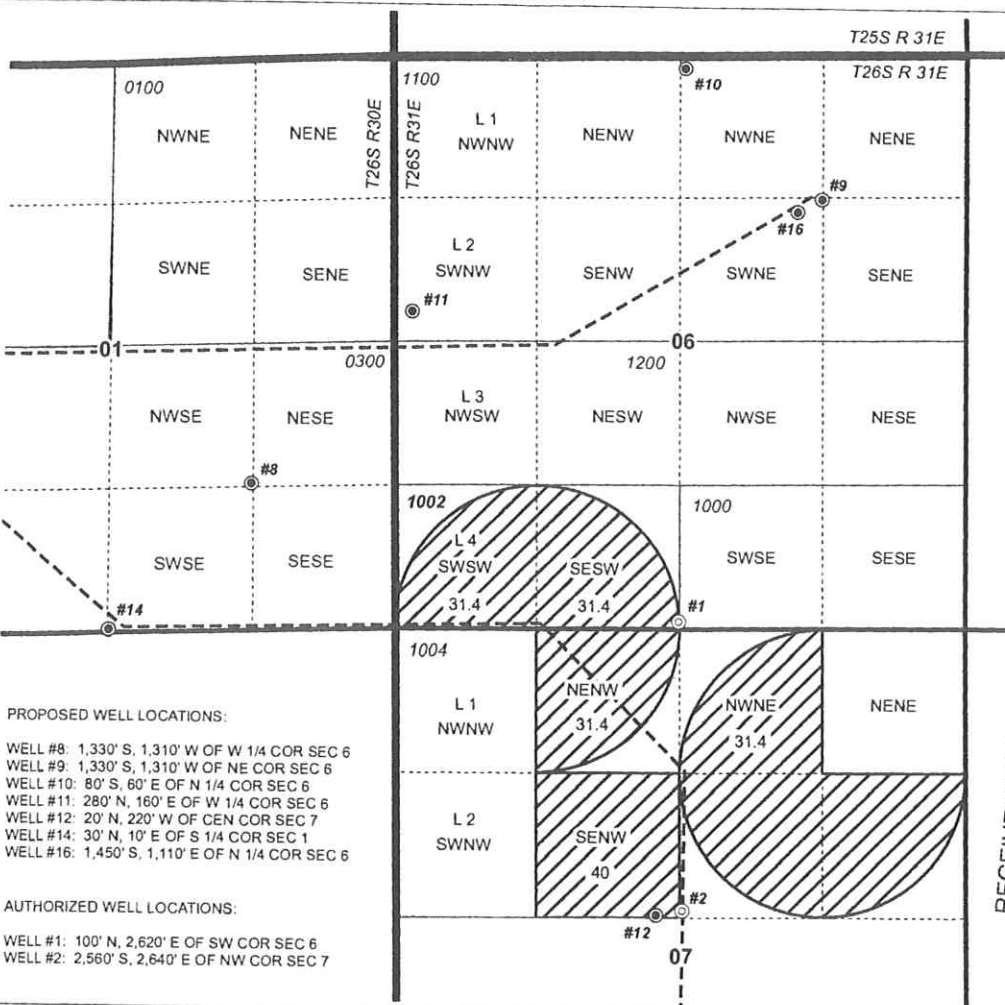 T25S R 31E
T26S R 31E
0100
1100
#10
NWNE
NENE
T26S R30E
T26S R31E
L 1
NWNW
NENW
NWNE
NENE
#9
#16
SWNE
SENE
L 2
SWNW
SENW
SWNE
SENE
#11
01
0300
06
1200
NWSE
NESE
L 3
NWSW
NESW
NWSE
NESE
#8
1002
1000
SWSE
SESE
L 4
SWSW
31.4
SESW
31.4
SWSE
SESE
#14
#1
1004
L 1
NWNW
NENW
31.4
NWNE
31.4
NENE
L 2
SWNW
SENW
40
#2
#12
07
PROPOSED WELL LOCATIONS:
WELL #8: 1,330' S, 1,310' W OF W 1/4 COR SEC 6
WELL #9: 1,330' S, 1,310' W OF NE COR SEC 6
WELL #10: 80' S, 60' E OF N 1/4 COR SEC 6
WELL #11: 280' N, 160' E OF W 1/4 COR SEC 6
WELL #12: 20' N, 220' W OF CEN COR SEC 7
WELL #14: 30' N, 10' E OF S 1/4 COR SEC 1
WELL #16: 1,450' S, 1,110' E OF N 1/4 COR SEC 6
AUTHORIZED WELL LOCATIONS:
WELL #1: 100' N, 2,620' E OF SW COR SEC 6
WELL #2: 2,560' S, 2,640' E OF NW COR SEC 7